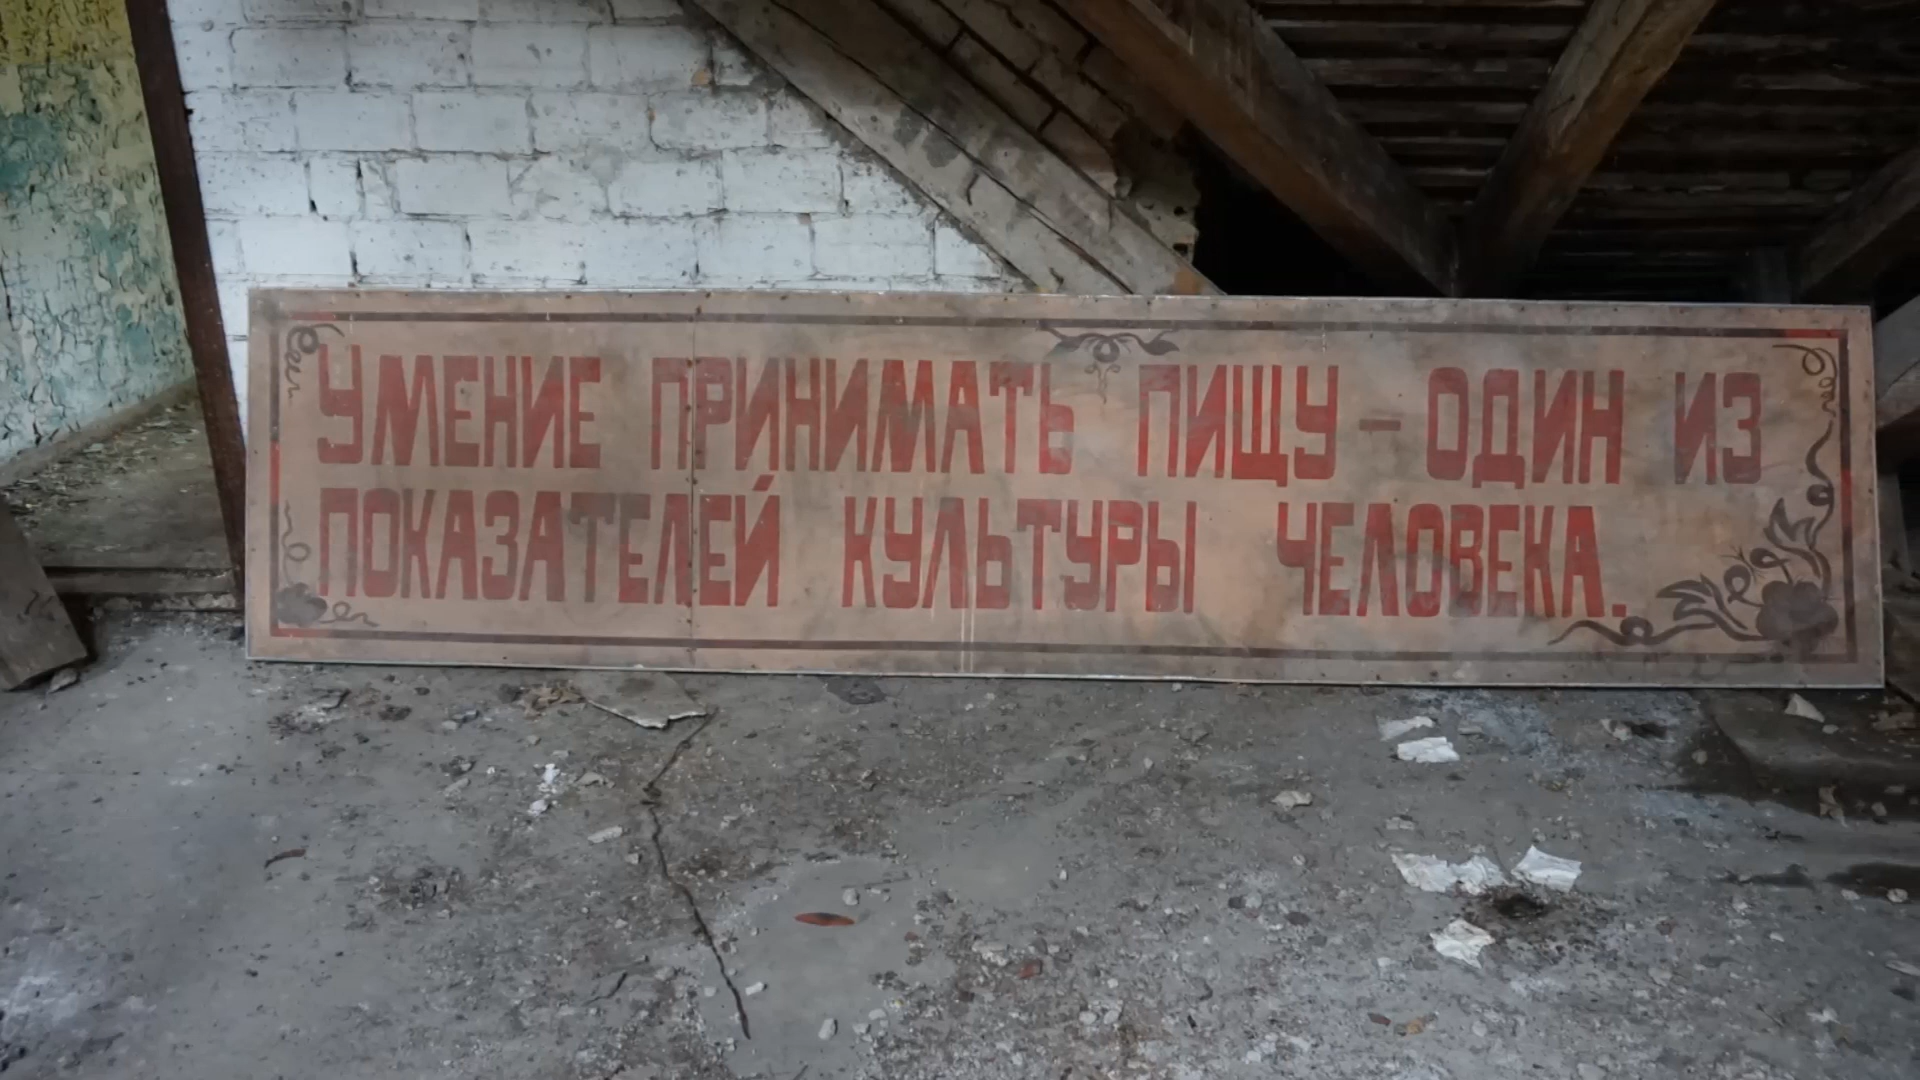 УМЕНИЕ ПРИНИМАТЬ ПИЩУ - ОДИН ИЗ
ПОКАЗАТЕЛЕЙ КУЛЬТУРЫ ЧЕЛОВЕКА.